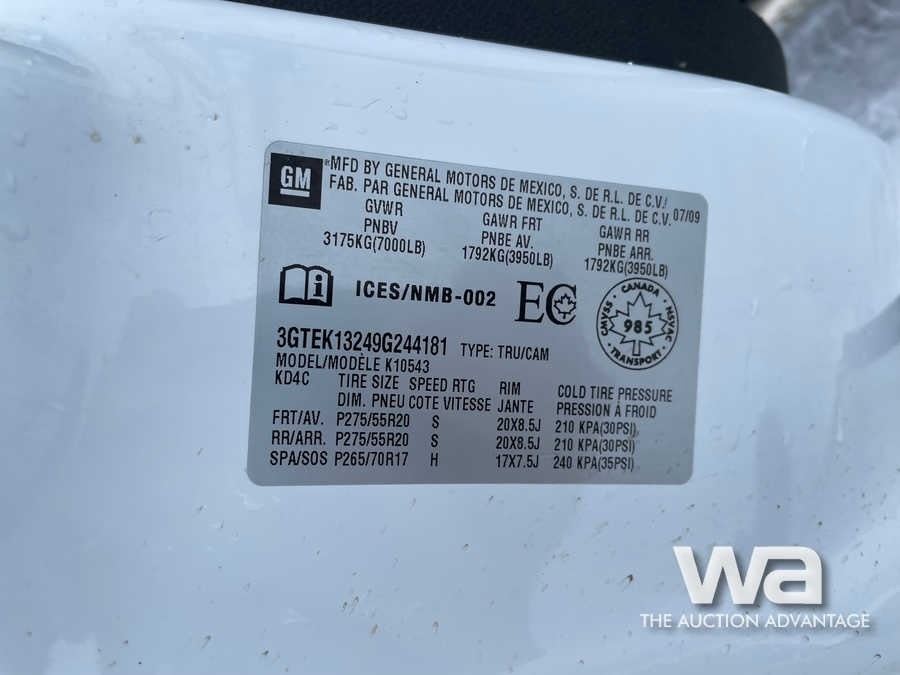 GM
®MFD BY GENERAL MOTORS DE MEXICO, S. DE R.L. DE C.V./
FAB. PAR GENERAL MOTORS DE MEXICO, S. DE R.L. DE C.V. 07/09
GVWR GAWR FRT GAWR RR
PNBV PNBE AV. PNBE ARR.
3175KG(7000LB) 1792KG(3950LB) 1792KG(3950LB)
i ICES/NMB-002 EC CANADA CMVSS NSVAC 985 TRANSPORT
3GTEK13249G244181 TYPE: TRU/CAM
MODEL/MODÈLE K10543
KD4C TIRE SIZE SPEED RTG RIM COLD TIRE PRESSURE
DIM. PNEU COTE VITESSE JANTE PRESSION À FROID
FRT/AV. P275/55R20 S 20X8.5J 210 KPA(30PSI)
RR/ARR. P275/55R20 S 20X8.5J 210 KPA(30PSI)
SPA/SOS P265/70R17 H 17X7.5J 240 KPA(35PSI)
wa
THE AUCTION ADVANTAGE